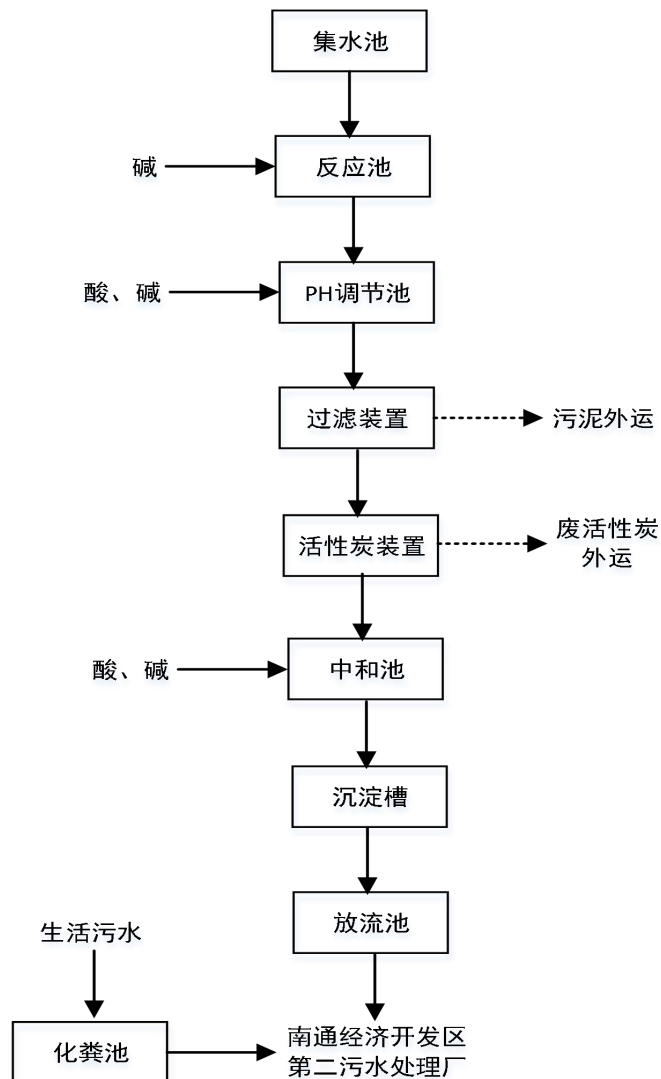 集水池
碱
反应池
酸、碱
PH调节池
过滤装置
污泥外运
活性炭装置
废活性炭
外运
酸、碱
中和池
沉淀槽
放流池
生活污水
化粪池
南通经济开发区
第二污水处理厂